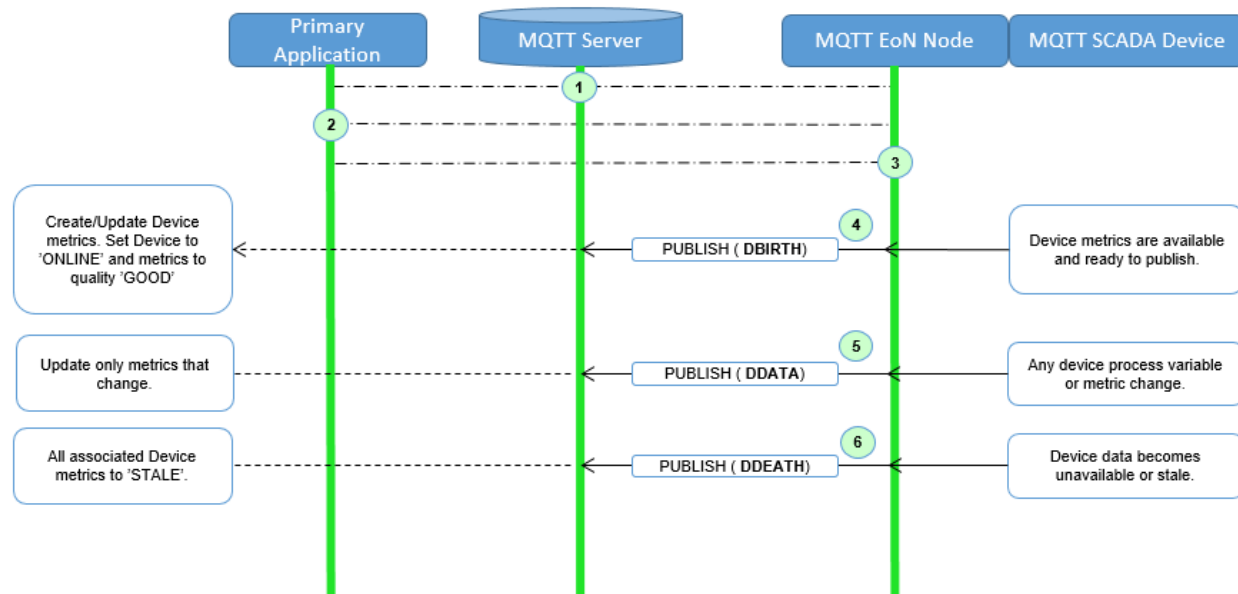 Primary
Application
MQTT Server
MQTT EoN Node
MQTT SCADA Device
1
2
3
Create/Update Device
metrics. Set Device to
'ONLINE' and metrics to
quality 'GOOD'
PUBLISH ( DBIRTH)
4
Device metrics are available
and ready to publish.
Update only metrics that
change.
PUBLISH ( DDATA)
5
Any device process variable
or metric change.
All associated Device
metrics to 'STALE'.
PUBLISH ( DDEATH)
6
Device data becomes
unavailable or stale.